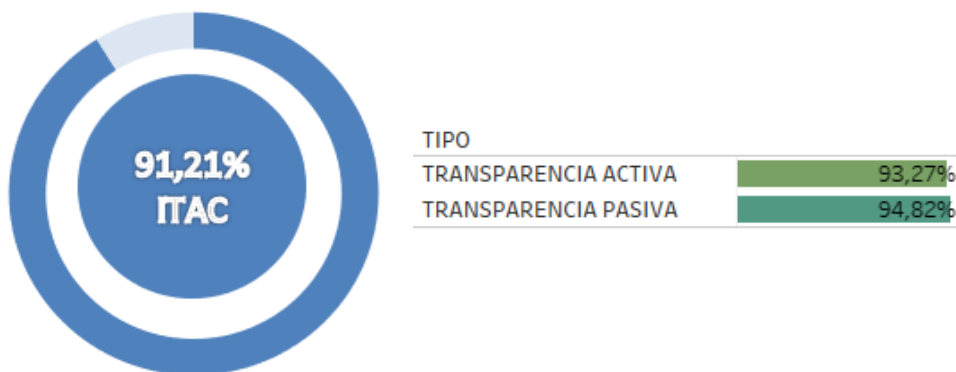 91,21%
ITAC
TIPO
TRANSPARENCIA ACTIVA 93,27%
TRANSPARENCIA PASIVA 94,82%